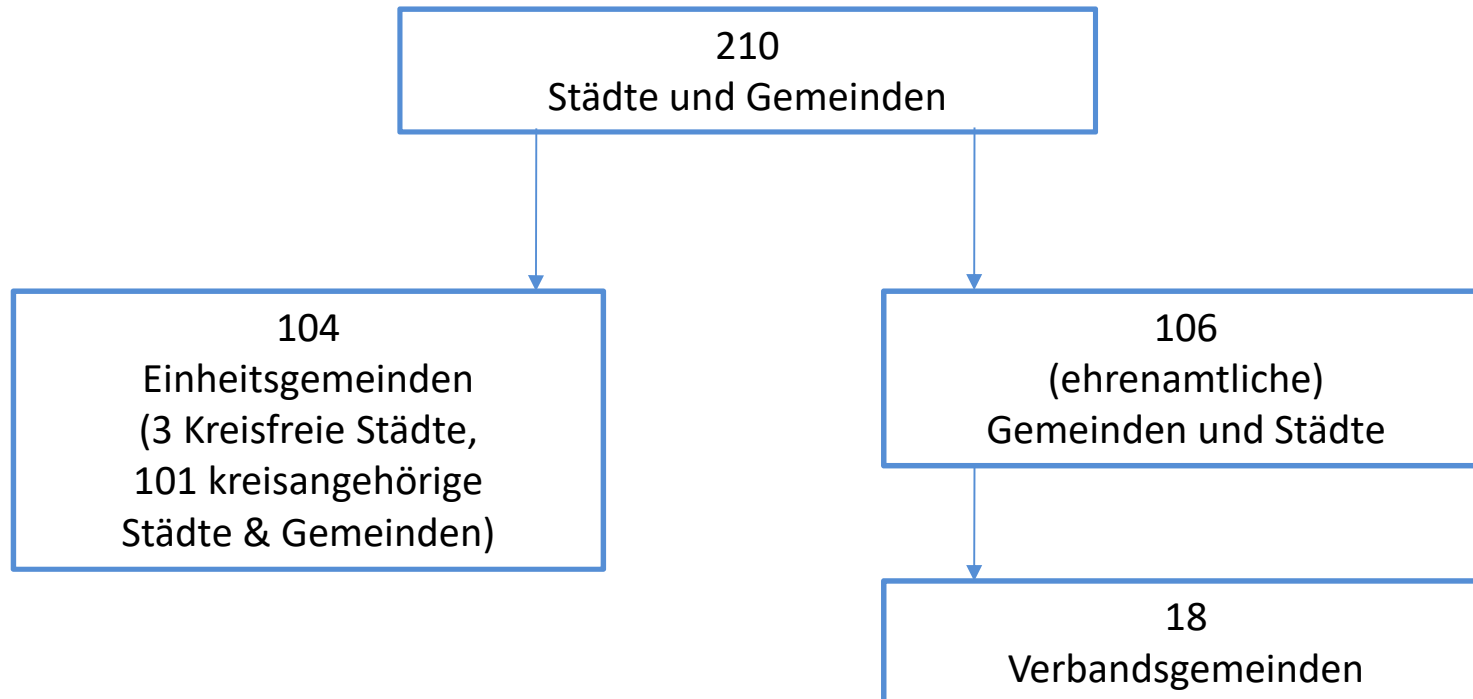 210
Städte und Gemeinden
104
Einheitsgemeinden
(3 Kreisfreie Städte,
101 kreisangehörige
Städte & Gemeinden)
106
(ehrenamtliche)
Gemeinden und Städte
18
Verbandsgemeinden